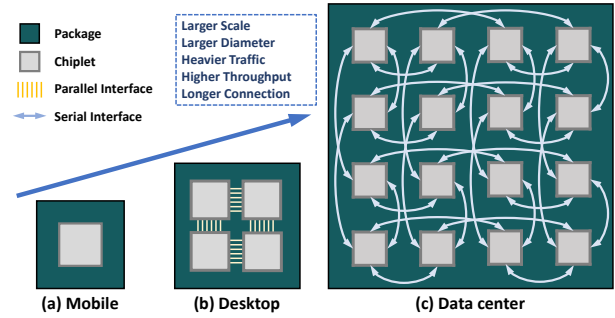 Package
Chiplet
Parallel Interface
Serial Interface
Larger Scale
Larger Diameter
Heavier Traffic
Higher Throughput
Longer Connection
(a) Mobile
(b) Desktop
(c) Data center